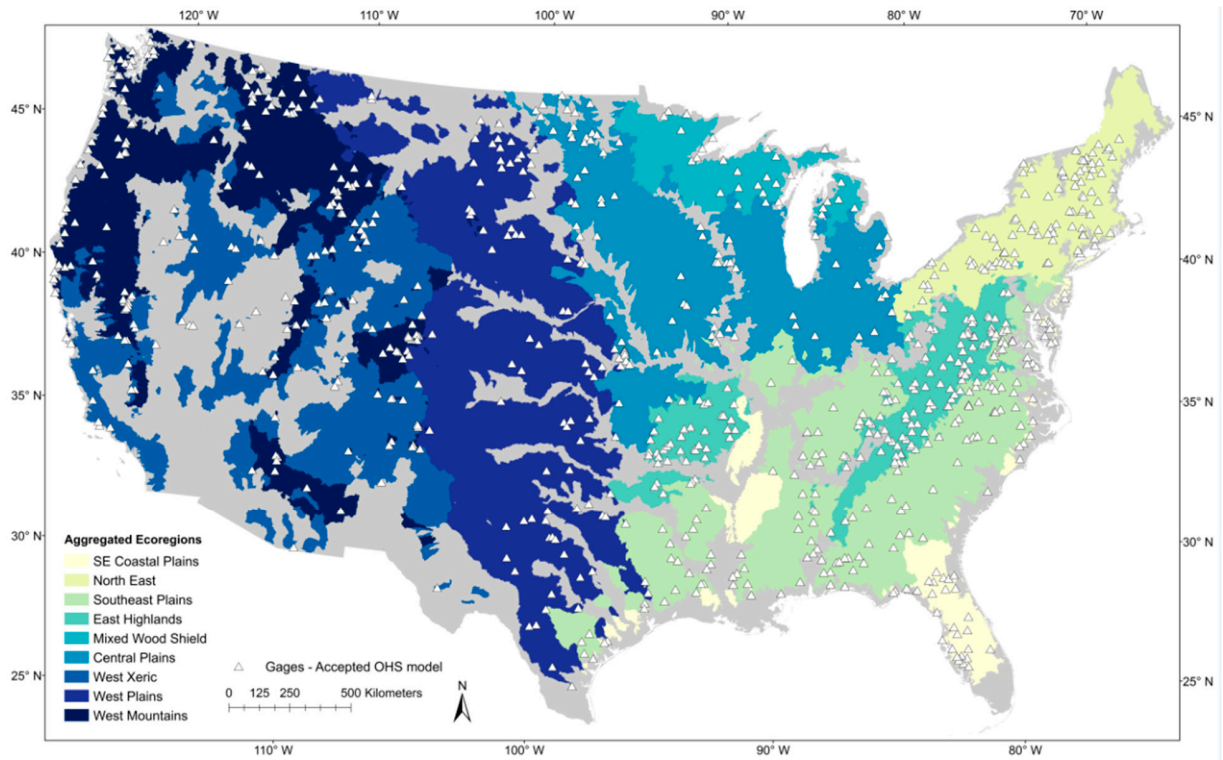 120° W 110° W 100° W 90° W 80° W 70° W
45° N 45° N
40° N 40° N
35° N 35° N
30° N 30° N
25° N 25° N
Aggregated Ecoregions
SE Coastal Plains
North East
Southeast Plains
East Highlands
Mixed Wood Shield
Central Plains
West Xeric
West Plains
West Mountains
Gages - Accepted OHS model
0 125 250 500 Kilometers
N
110° W 100° W 90° W 80° W